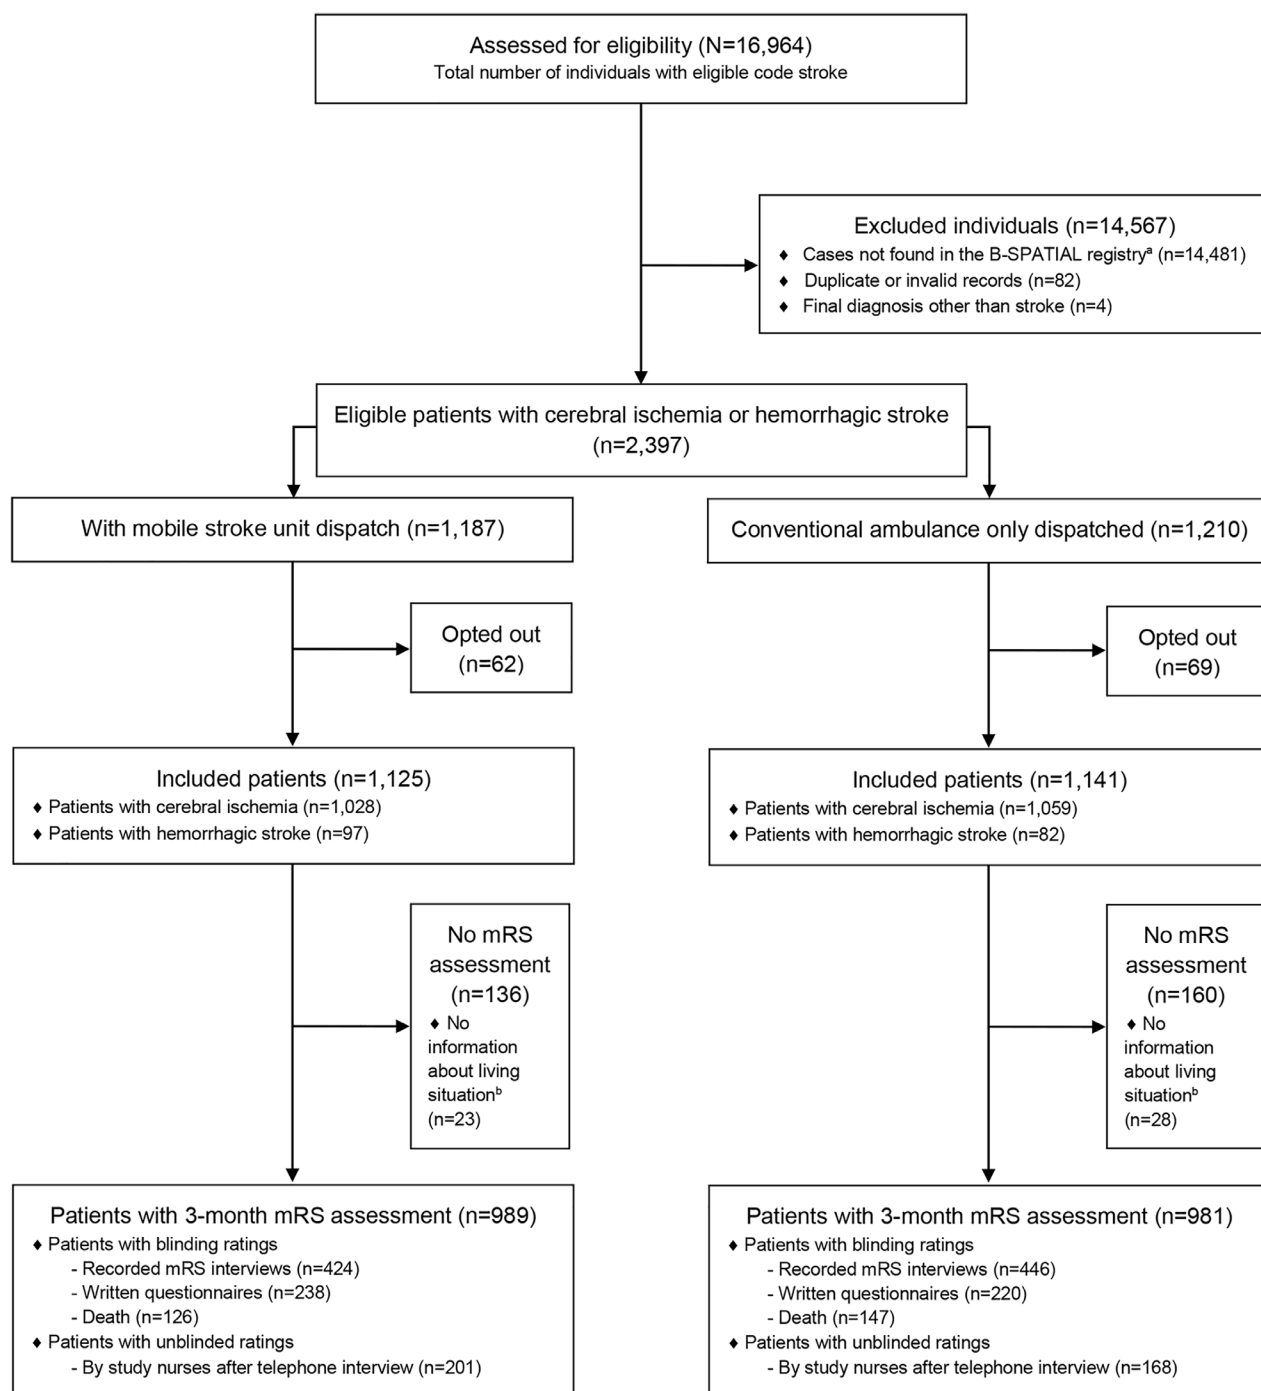 Assessed for eligibility (N=16,964)
Total number of individuals with eligible code stroke
Excluded individuals (n=14,567)
♦ Cases not found in the B-SPATIAL registryᵃ (n=14,481)
♦ Duplicate or invalid records (n=82)
♦ Final diagnosis other than stroke (n=4)
Eligible patients with cerebral ischemia or hemorrhagic stroke
(n=2,397)
With mobile stroke unit dispatch (n=1,187)
Conventional ambulance only dispatched (n=1,210)
Opted out
(n=62)
Opted out
(n=69)
Included patients (n=1,125)
♦ Patients with cerebral ischemia (n=1,028)
♦ Patients with hemorrhagic stroke (n=97)
Included patients (n=1,141)
♦ Patients with cerebral ischemia (n=1,059)
♦ Patients with hemorrhagic stroke (n=82)
No mRS
assessment
(n=136)
♦ No
information
about living
situationᵇ
(n=23)
No mRS
assessment
(n=160)
♦ No
information
about living
situationᵇ
(n=28)
Patients with 3-month mRS assessment (n=989)
♦ Patients with blinding ratings
- Recorded mRS interviews (n=424)
- Written questionnaires (n=238)
- Death (n=126)
♦ Patients with unblinded ratings
- By study nurses after telephone interview (n=201)
Patients with 3-month mRS assessment (n=981)
♦ Patients with blinding ratings
- Recorded mRS interviews (n=446)
- Written questionnaires (n=220)
- Death (n=147)
♦ Patients with unblinded ratings
- By study nurses after telephone interview (n=168)